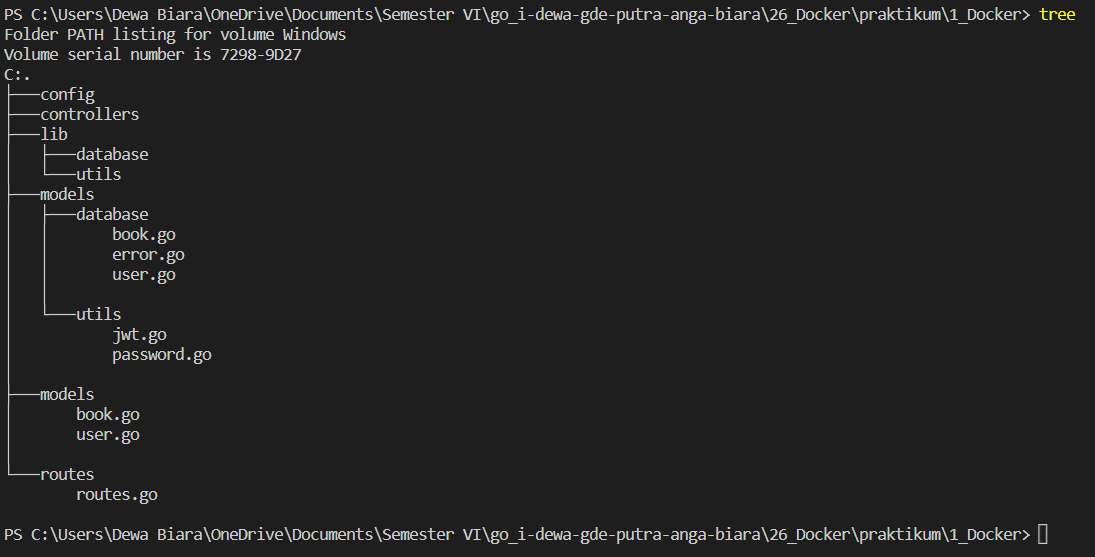 PS C:\Users\Dewa Biara\OneDrive\Documents\Semester VI\go_i-dewa-gde-putra-anga-biara\26_Docker\praktikum\1_Docker> tree
Folder PATH listing for volume Windows
Volume serial number is 7298-9D27
C:.
├───config
├───controllers
├───lib
│   ├───database
│   └───utils
├───models
│   ├───database
│   │       book.go
│   │       error.go
│   │       user.go
│   │
│   └───utils
│           jwt.go
│           password.go
│
├───models
│       book.go
│       user.go
│
└───routes
        routes.go

PS C:\Users\Dewa Biara\OneDrive\Documents\Semester VI\go_i-dewa-gde-putra-anga-biara\26_Docker\praktikum\1_Docker>